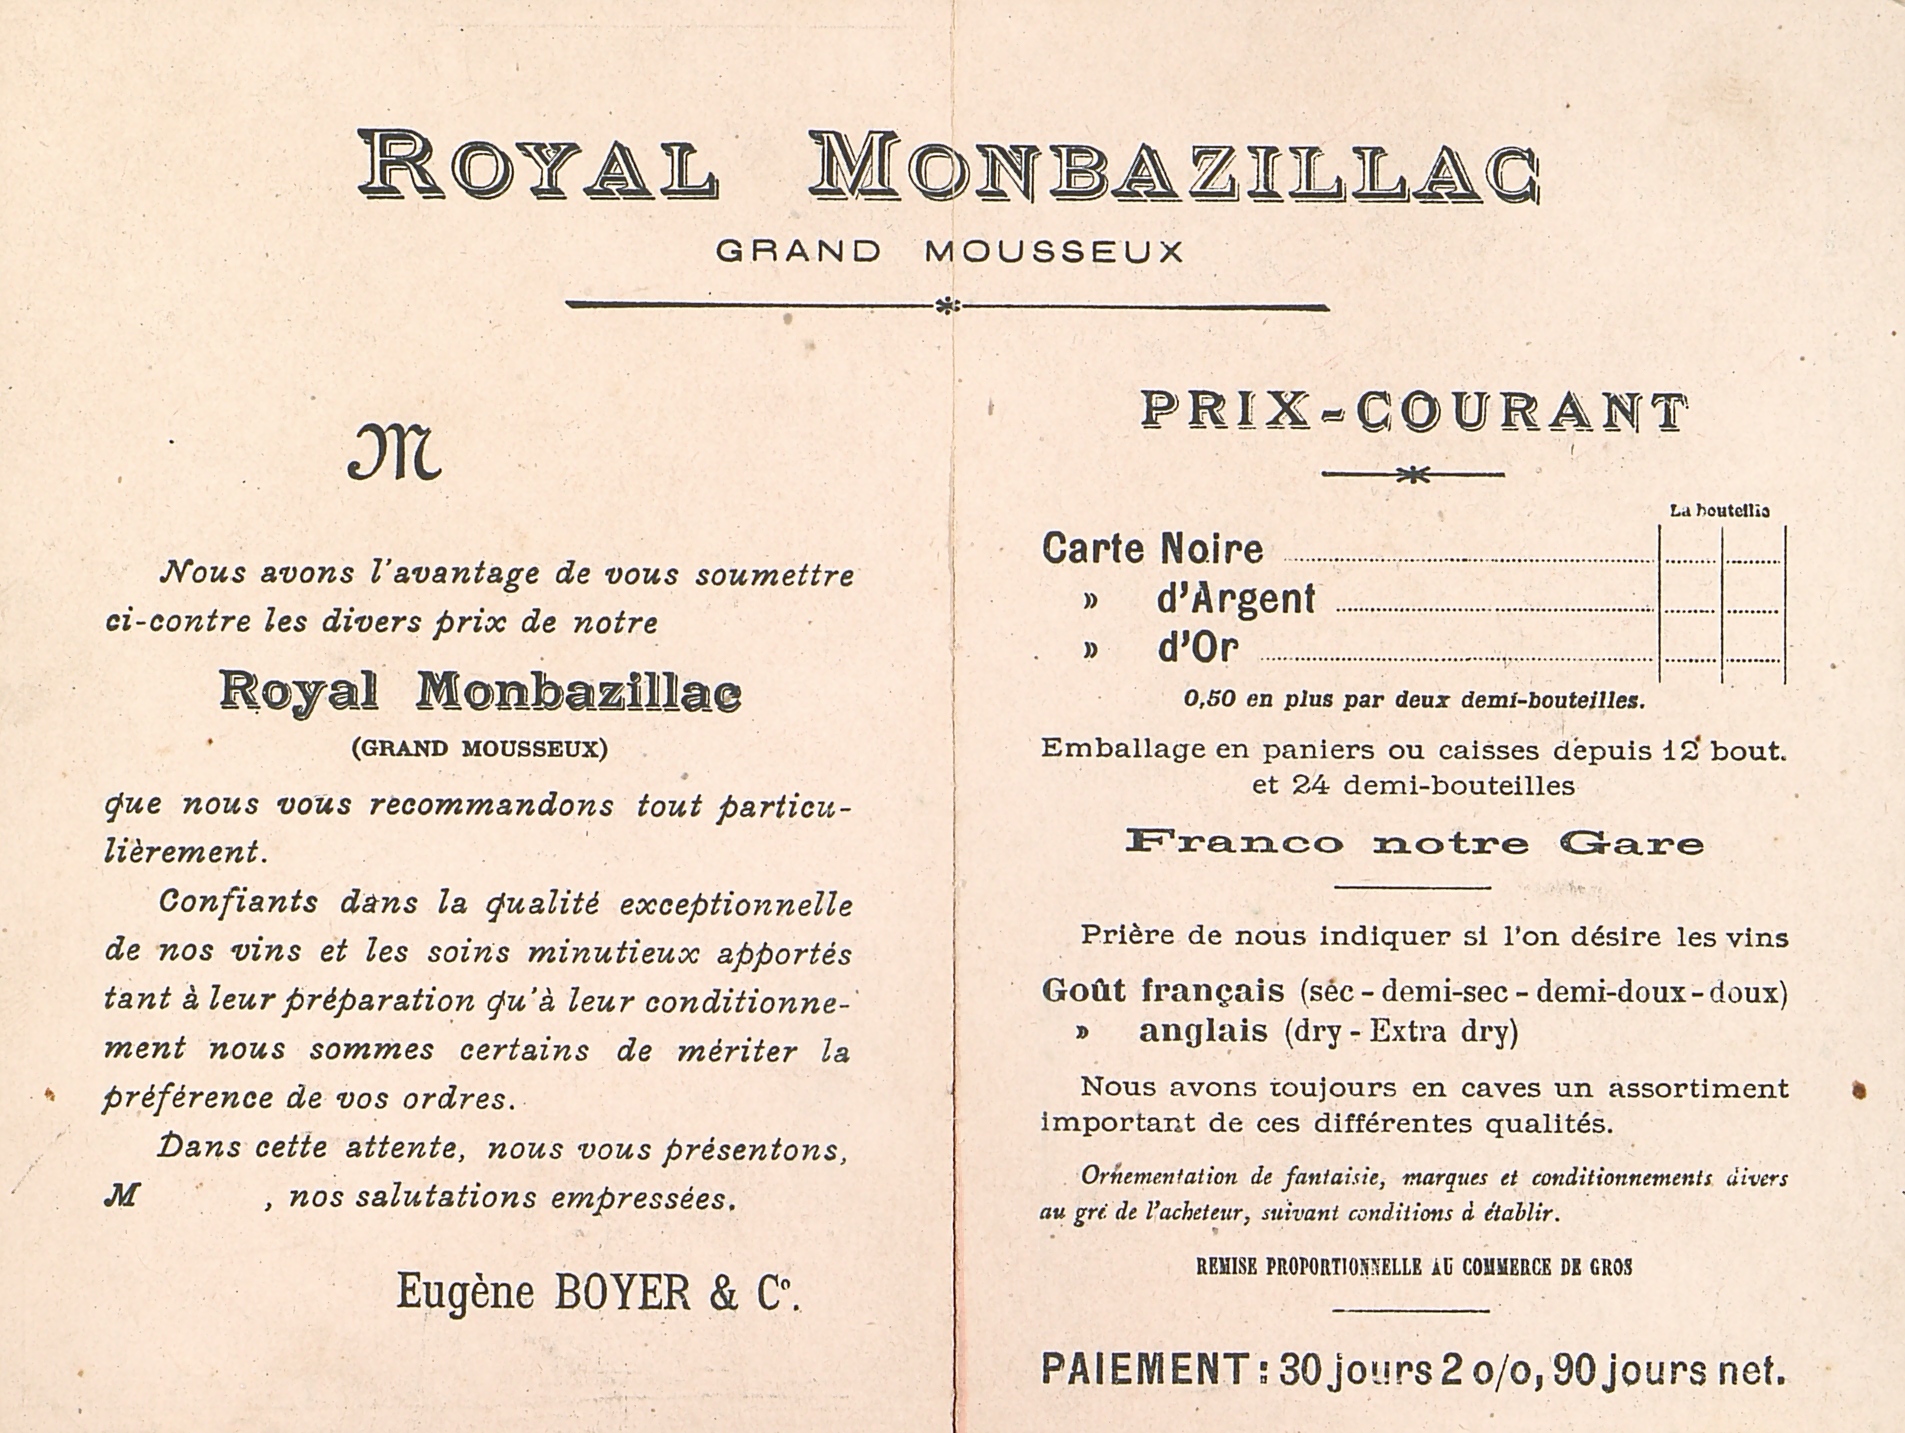 ROYAL MONBAZILLAC
GRAND MOUSSEUX
M
Nous avons l'avantage de vous soumettre
ci-contre les divers prix de notre
Royal Monbazillac
(GRAND MOUSSEUX)
que nous vous recommandons tout particu-
lièrement.
Confiants dans la qualité exceptionnelle
de nos vins et les soins minutieux apportés
tant à leur préparation qu'à leur conditionne-
ment nous sommes certains de mériter la
préférence de vos ordres.
Dans cette attente, nous vous présentons,
M , nos salutations empressées.
Eugène BOYER & Cº.
PRIX-COURANT
La bouteille
Carte Noire
» d'Argent
» d'Or
0,50 en plus par deux demi-bouteilles.
Emballage en paniers ou caisses depuis 12 bout.
et 24 demi-bouteilles
Franco notre Gare
Prière de nous indiquer si l'on désire les vins
Goût français (sec - demi-sec - demi-doux - doux)
» anglais (dry - Extra dry)
Nous avons toujours en caves un assortiment
important de ces différentes qualités.
Ornementation de fantaisie, marques et conditionnements divers
au gré de l'acheteur, suivant conditions à établir.
REMISE PROPORTIONNELLE AU COMMERCE DE GROS
PAIEMENT : 30 jours 2 o/o, 90 jours net.